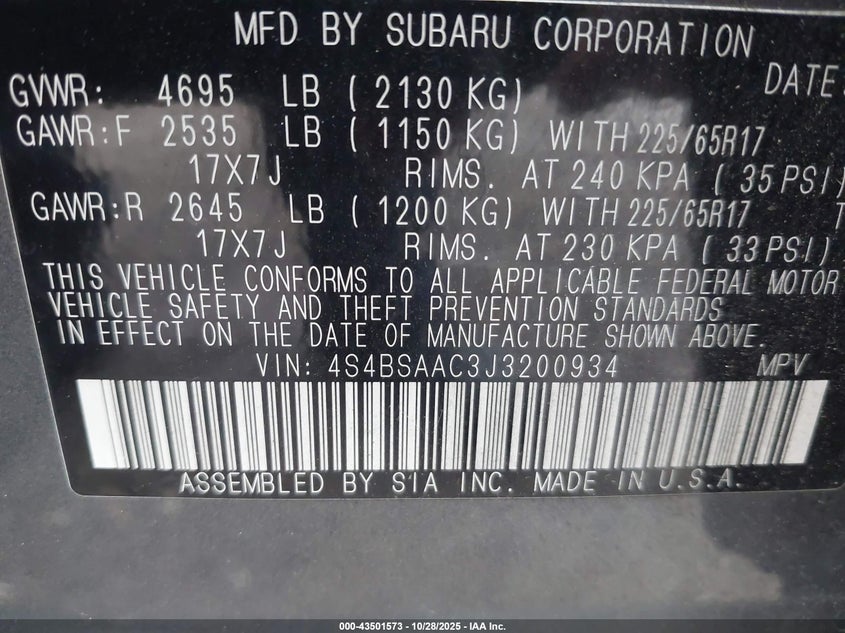 MFD BY SUBARU CORPORATION
DATE
GVWR: 4695 LB ( 2130 KG)
GAWR:F 2535 LB ( 1150 KG) WITH 225/65R17
17X7J RIMS. AT 240 KPA ( 35 PSI)
GAWR:R 2645 LB ( 1200 KG) WITH 225/65R17 T
17X7J RIMS. AT 230 KPA ( 33 PSI)
THIS VEHICLE CONFORMS TO ALL APPLICABLE FEDERAL MOTOR
VEHICLE SAFETY AND THEFT PREVENTION STANDARDS
IN EFFECT ON THE DATE OF MANUFACTURE SHOWN ABOVE.
VIN: 4S4BSAAC3J3200934 MPV
ASSEMBLED BY SIA INC. MADE IN U.S.A.
000-43501573 | 10/28/2025 - IAA Inc.